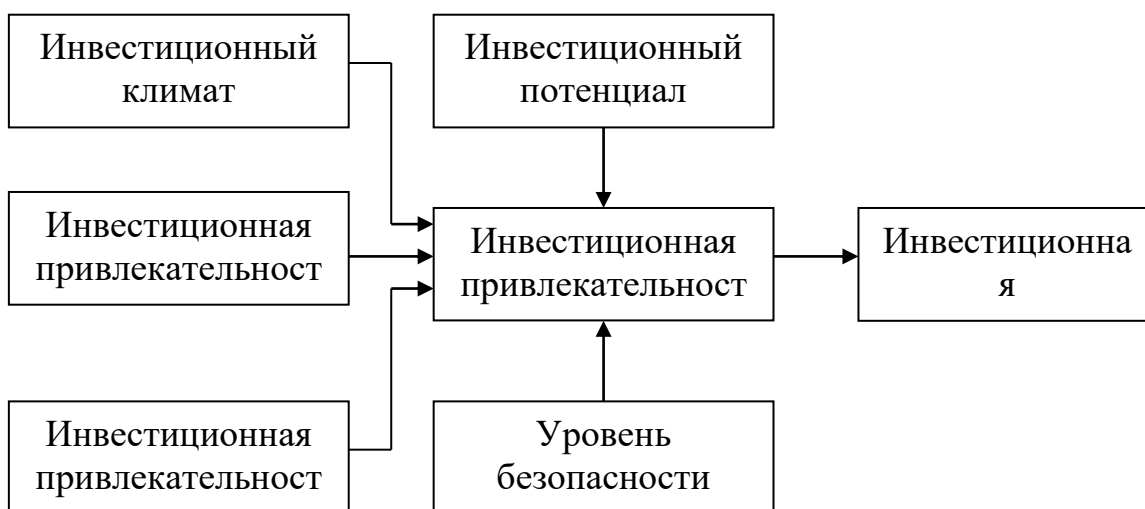 Инвестиционный
климат
Инвестиционный
потенциал
Инвестиционная
привлекательност
Инвестиционная
привлекательност
Инвестиционна
я
Инвестиционная
привлекательност
Уровень
безопасности